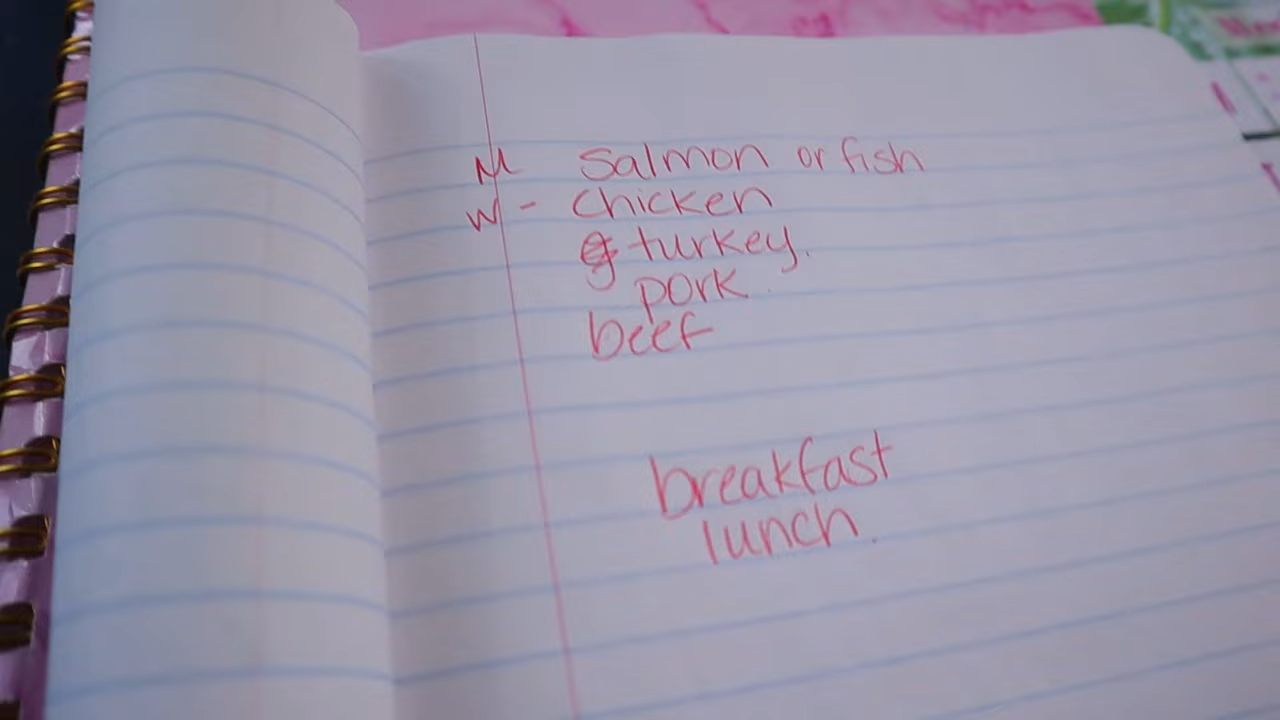 M salmon or fish
W - chicken
turkey.
pork.
beef
breakfast
lunch.